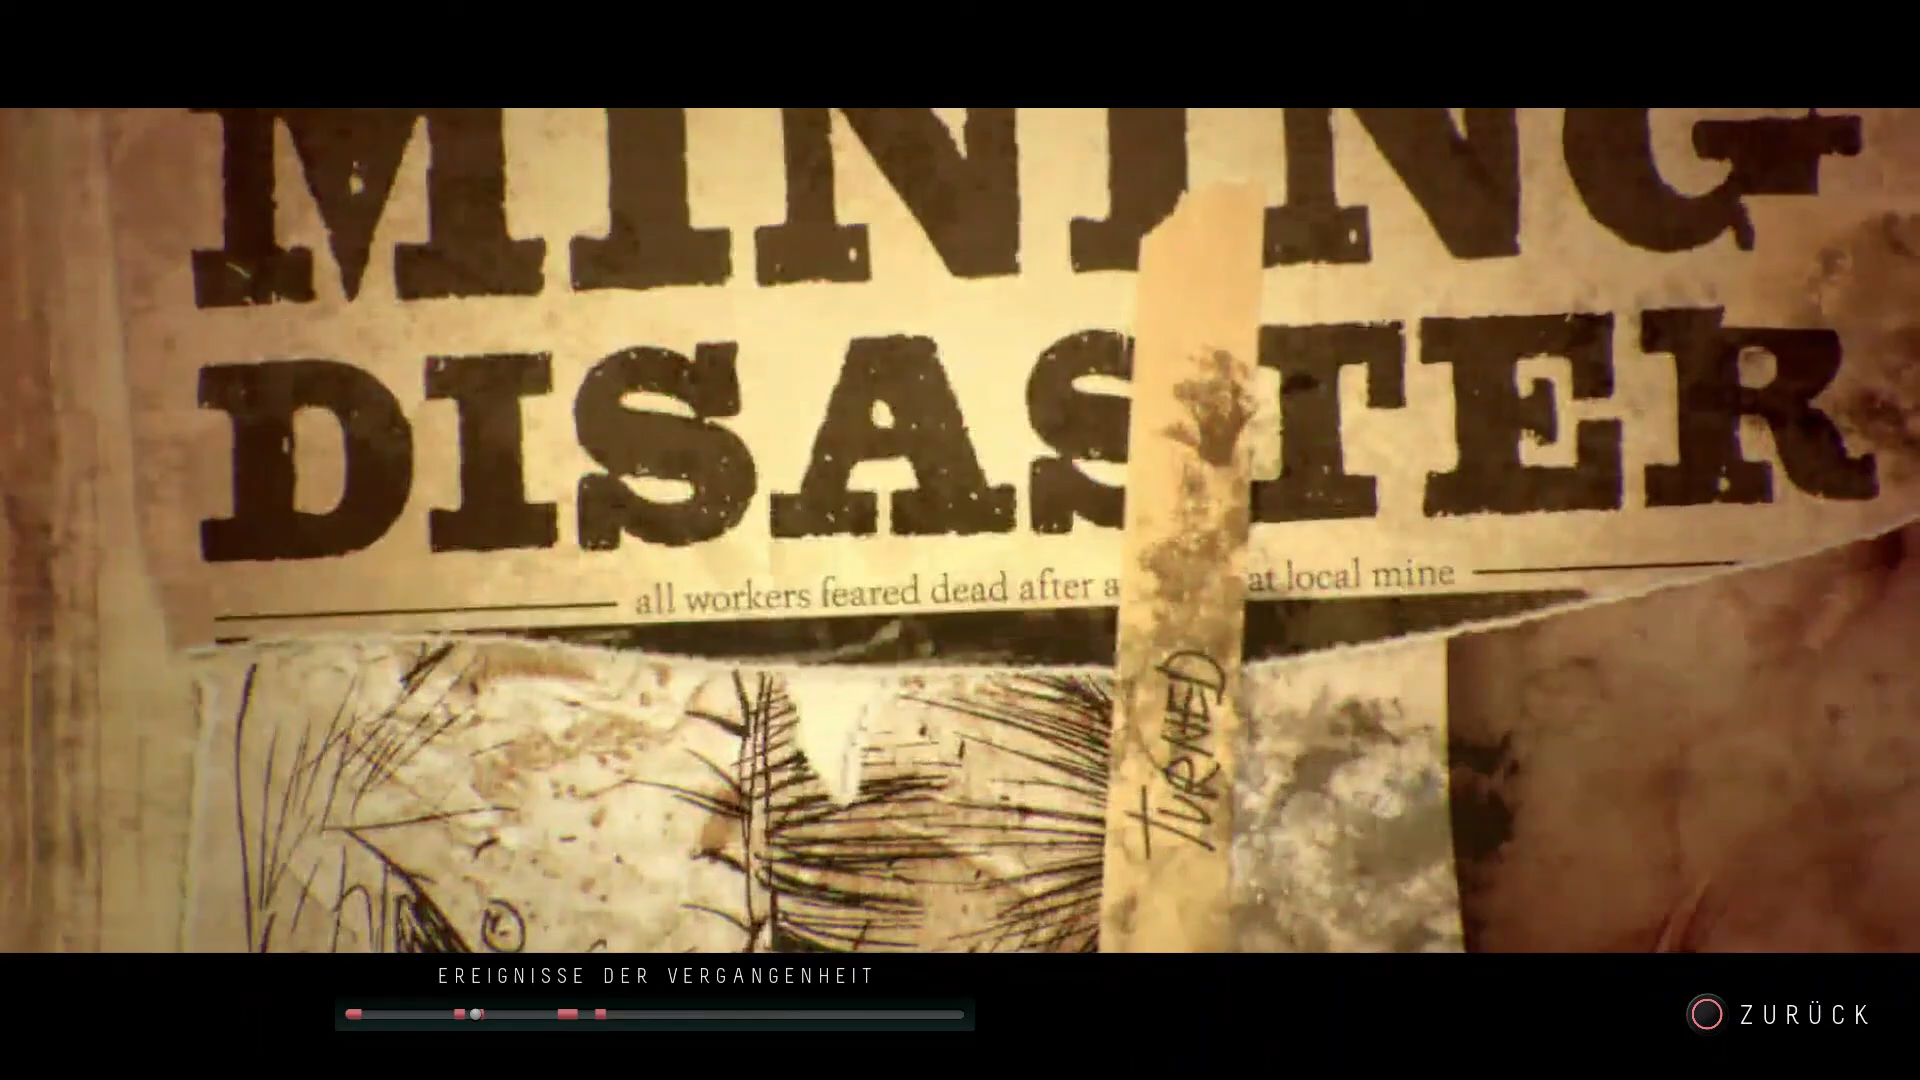 MINING
DISASTER
all workers feared dead after a at local mine
TURNED
EREIGNISSE DER VERGANGENHEIT
ZURÜCK